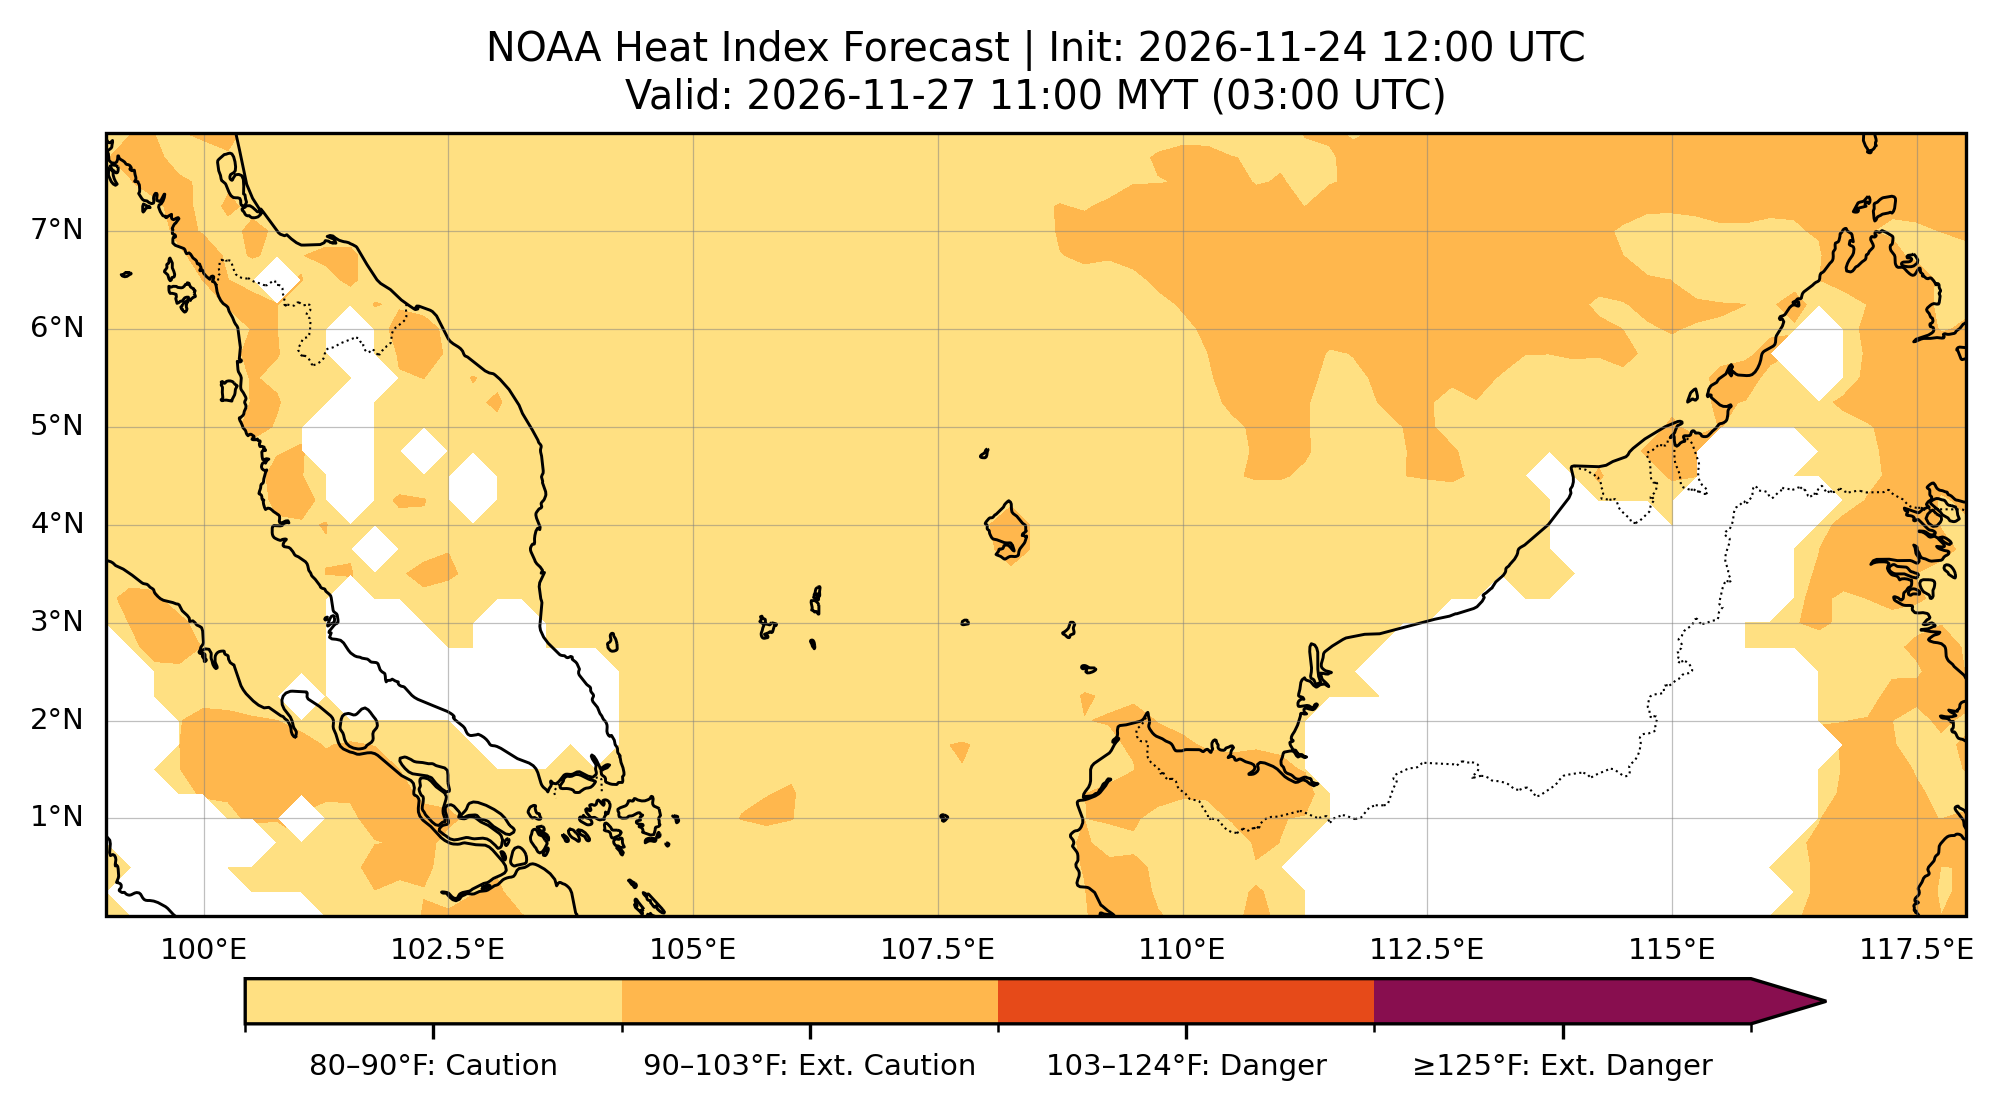 NOAA Heat Index Forecast | Init: 2026-11-24 12:00 UTC
Valid: 2026-11-27 11:00 MYT (03:00 UTC)
7°N
6°N
5°N
4°N
3°N
2°N
1°N
100°E 102.5°E 105°E 107.5°E 110°E 112.5°E 115°E 117.5°E
80–90°F: Caution 90–103°F: Ext. Caution 103–124°F: Danger ≥125°F: Ext. Danger